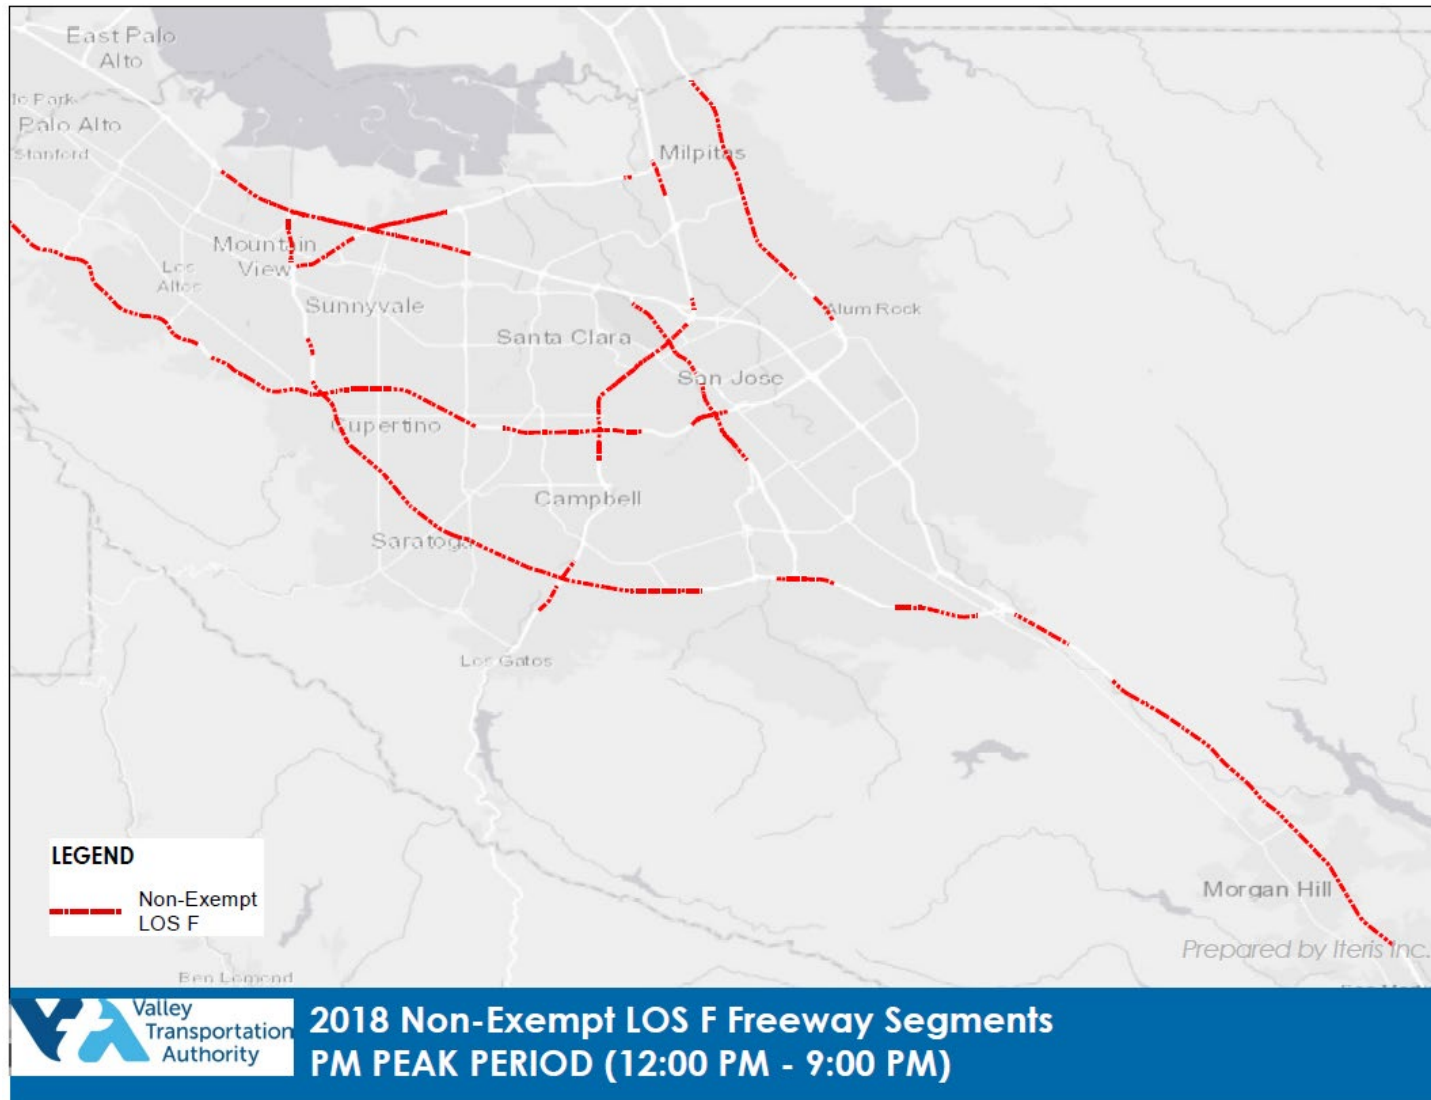 East Palo
Alto
lo Park
Palo Alto
Stanford
Milpitas
Mountain
View
Los
Altos
Sunnyvale
Alum Rock
Santa Clara
San Jose
Cupertino
Campbell
Saratoga
Los Gatos
LEGEND
Non-Exempt
LOS F
Morgan Hill
Prepared by Iteris Inc.
Ben Lomond
Valley
Transportation
Authority
2018 Non-Exempt LOS F Freeway Segments
PM PEAK PERIOD (12:00 PM - 9:00 PM)